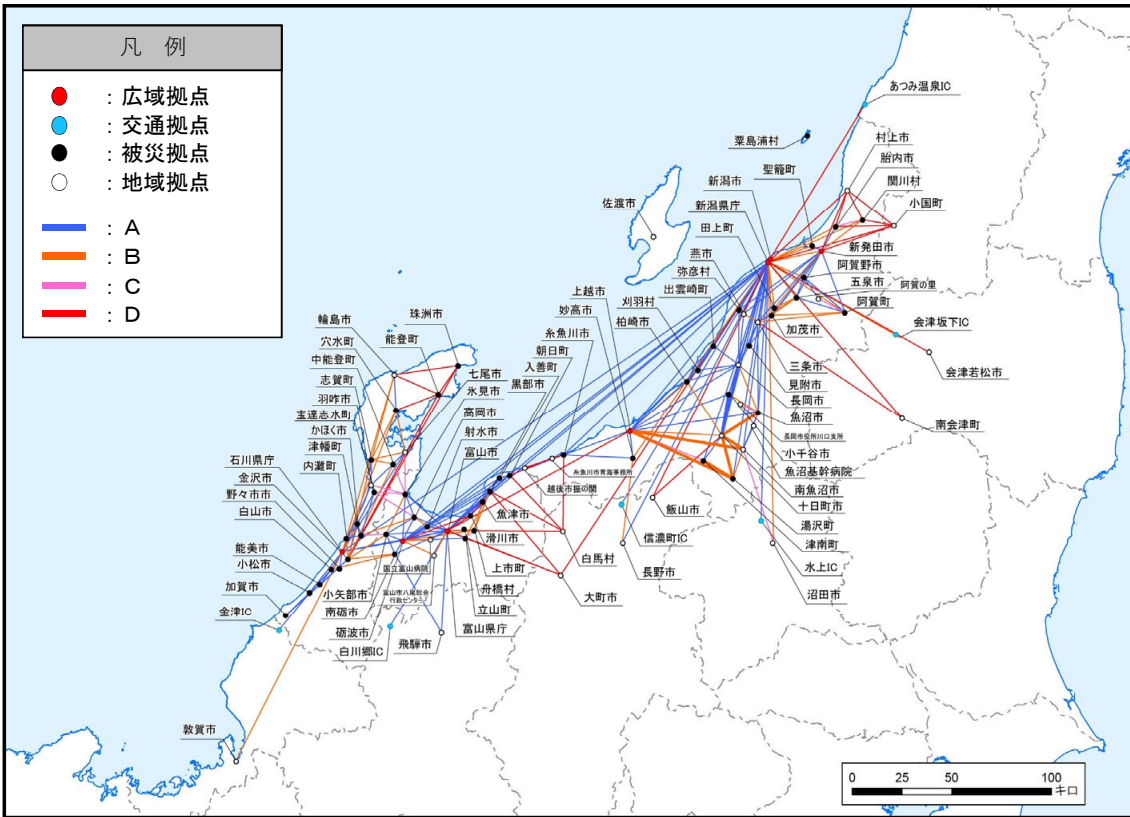 凡 例
：広域拠点
：交通拠点
：被災拠点
：地域拠点
：A
：B
：C
：D
あつみ温泉IC
粟島浦村
村上市
胎内市
関川村
小国町
聖籠町
新潟市
新潟県庁
田上町
佐渡市
新発田市
阿賀野市
五泉市
阿賀の里
阿賀町
会津坂下IC
会津若松市
南会津町
燕市
弥彦村
出雲崎町
刈羽村
柏崎市
上越市
妙高市
糸魚川市
朝日町
入善町
黒部市
加茂市
三条市
見附市
長岡市
魚沼市
長岡市役所川口支所
小千谷市
魚沼基幹病院
南魚沼市
十日町市
湯沢町
津南町
水上IC
沼田市
珠洲市
輪島市
能登町
穴水町
中能登町
志賀町
羽咋市
宝達志水町
かほく市
津幡町
内灘町
七尾市
氷見市
高岡市
射水市
富山市
石川県庁
金沢市
野々市市
白山市
能美市
小松市
加賀市
金津IC
糸魚川市青海事務所
越後市振の関
魚津市
滑川市
上市町
舟橋村
立山町
富山県庁
飯山市
信濃町IC
長野市
白馬村
大町市
国立富山病院
富山市八尾総合
行政センター
小矢部市
南砺市
砺波市
白川郷IC
飛騨市
敦賀市
0 25 50 100
キロ